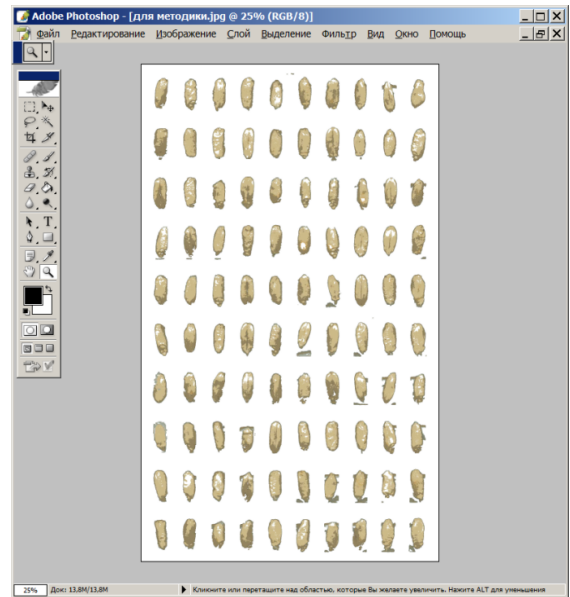 Adobe Photoshop - [для методики.jpg @ 25% (RGB/8)]
Файл Редактирование Изображение Слой Выделение Фильтр Вид Окно Помощь
25% Док: 13,8M/13,8M Кликните или перетащите над областью, которые Вы желаете увеличить. Нажмите ALT для уменьшения